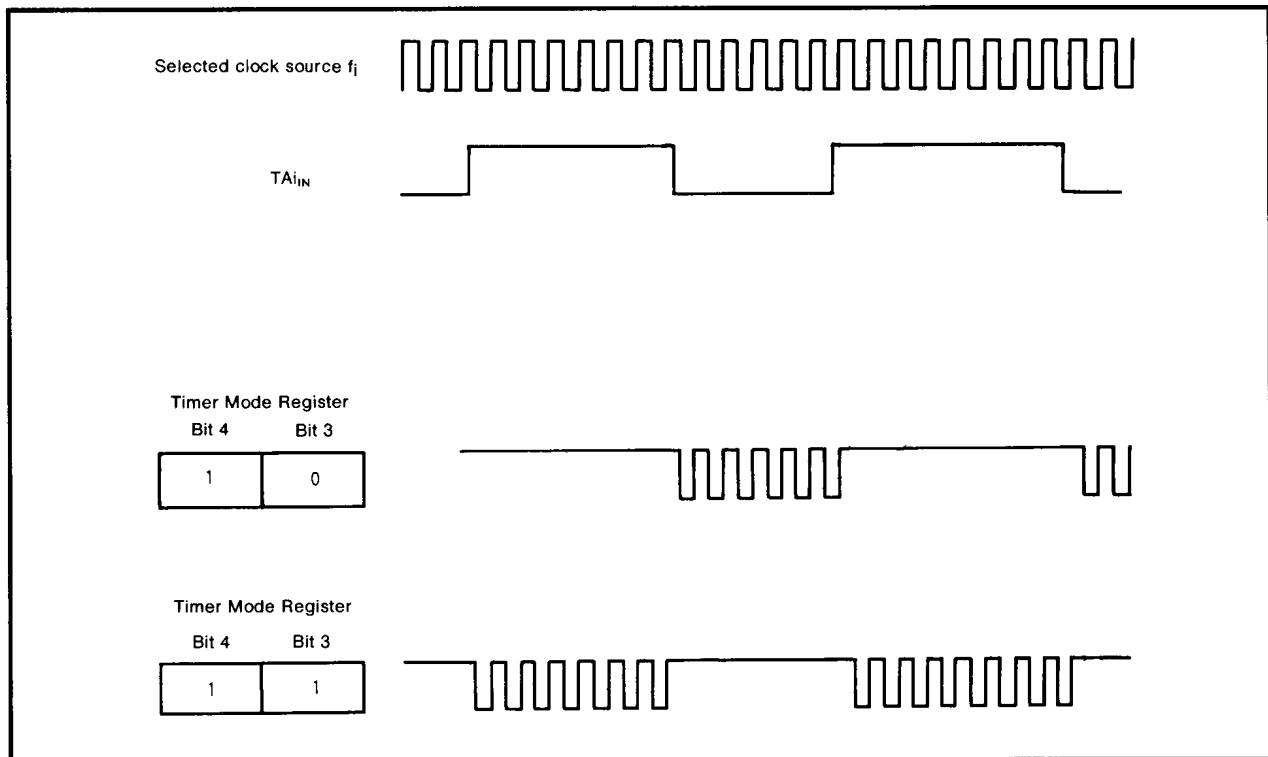 Selected clock source fi
TAiIN
Timer Mode Register
Bit 4 Bit 3
1 0
Timer Mode Register
Bit 4 Bit 3
1 1